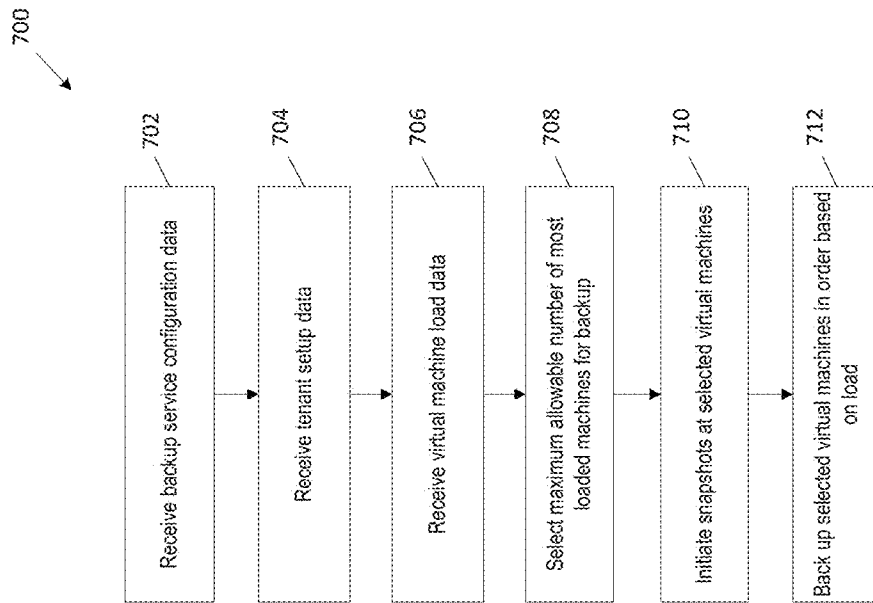 700
702
Receive backup service configuration data
704
Receive tenant setup data
706
Receive virtual machine load data
708
Select maximum allowable number of most
loaded machines for backup
710
Initiate snapshots at selected virtual machines
712
Back up selected virtual machines in order based
on load